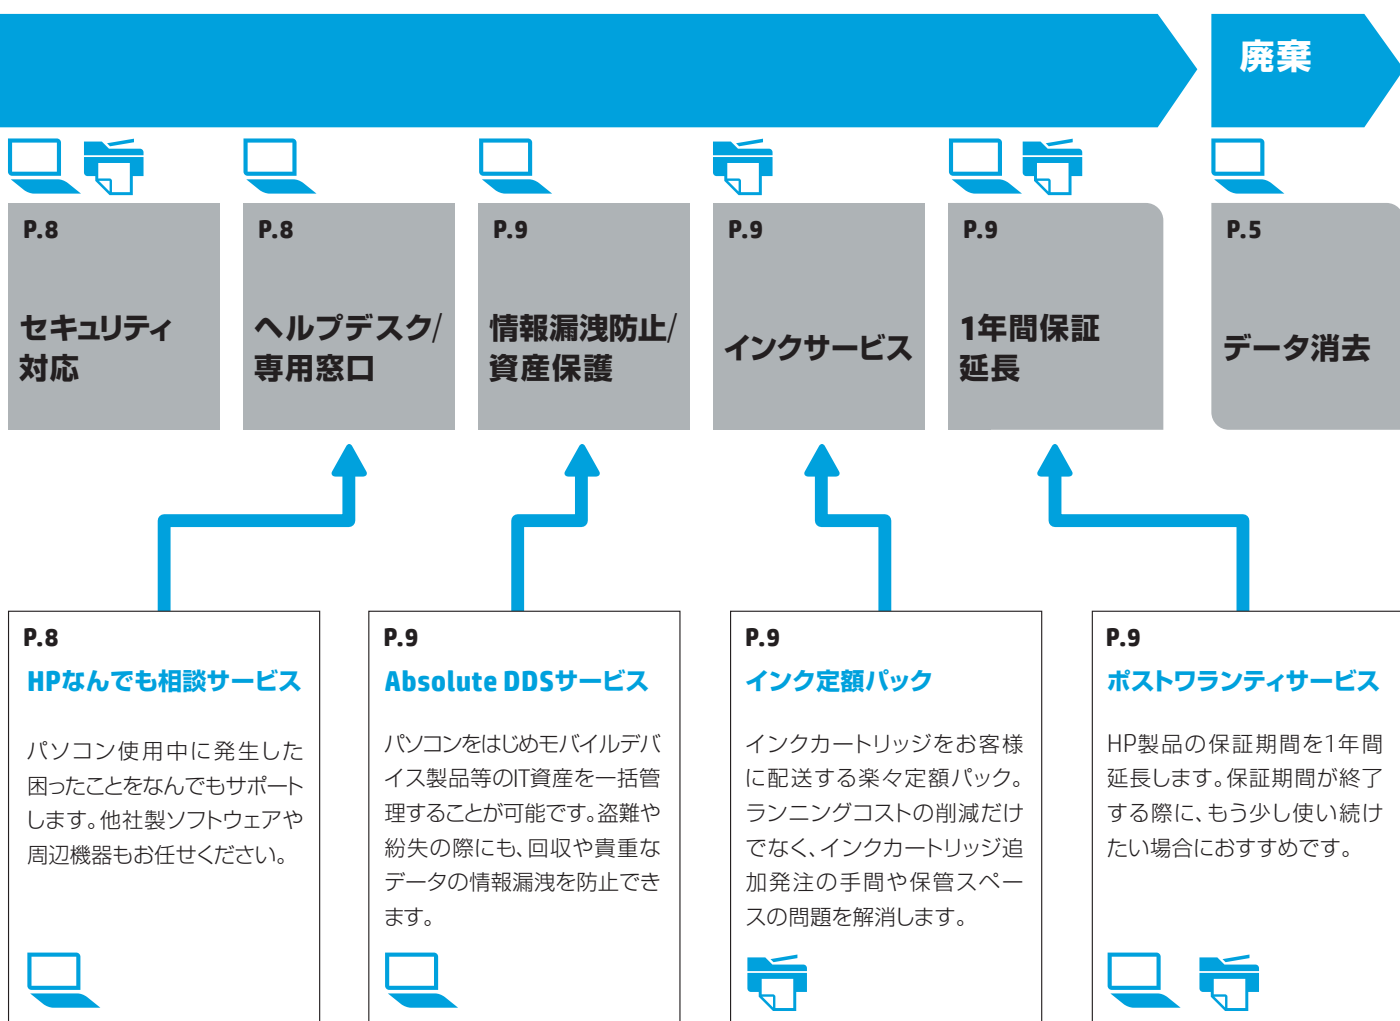 廃棄
P.8
セキュリティ
対応
P.8
ヘルプデスク/
専用窓口
P.9
情報漏洩防止/
資産保護
P.9
インクサービス
P.9
1年間保証
延長
P.5
データ消去
P.8
HPなんでも相談サービス
パソコン使用中に発生した
困ったことをなんでもサポート
します。他社製ソフトウェアや
周辺機器もお任せください。
P.9
Absolute DDSサービス
パソコンをはじめモバイルデバ
イス製品等のIT資産を一括管
理することが可能です。盗難や
紛失の際にも、回収や貴重な
データの情報漏洩を防止でき
ます。
P.9
インク定額パック
インクカートリッジをお客様
に配送する楽々定額パック。
ランニングコストの削減だけ
でなく、インクカートリッジ追
加発注の手間や保管スペー
スの問題を解消します。
P.9
ポストワランティサービス
HP製品の保証期間を1年間
延長します。保証期間が終了
する際に、もう少し使い続け
たい場合におすすめです。